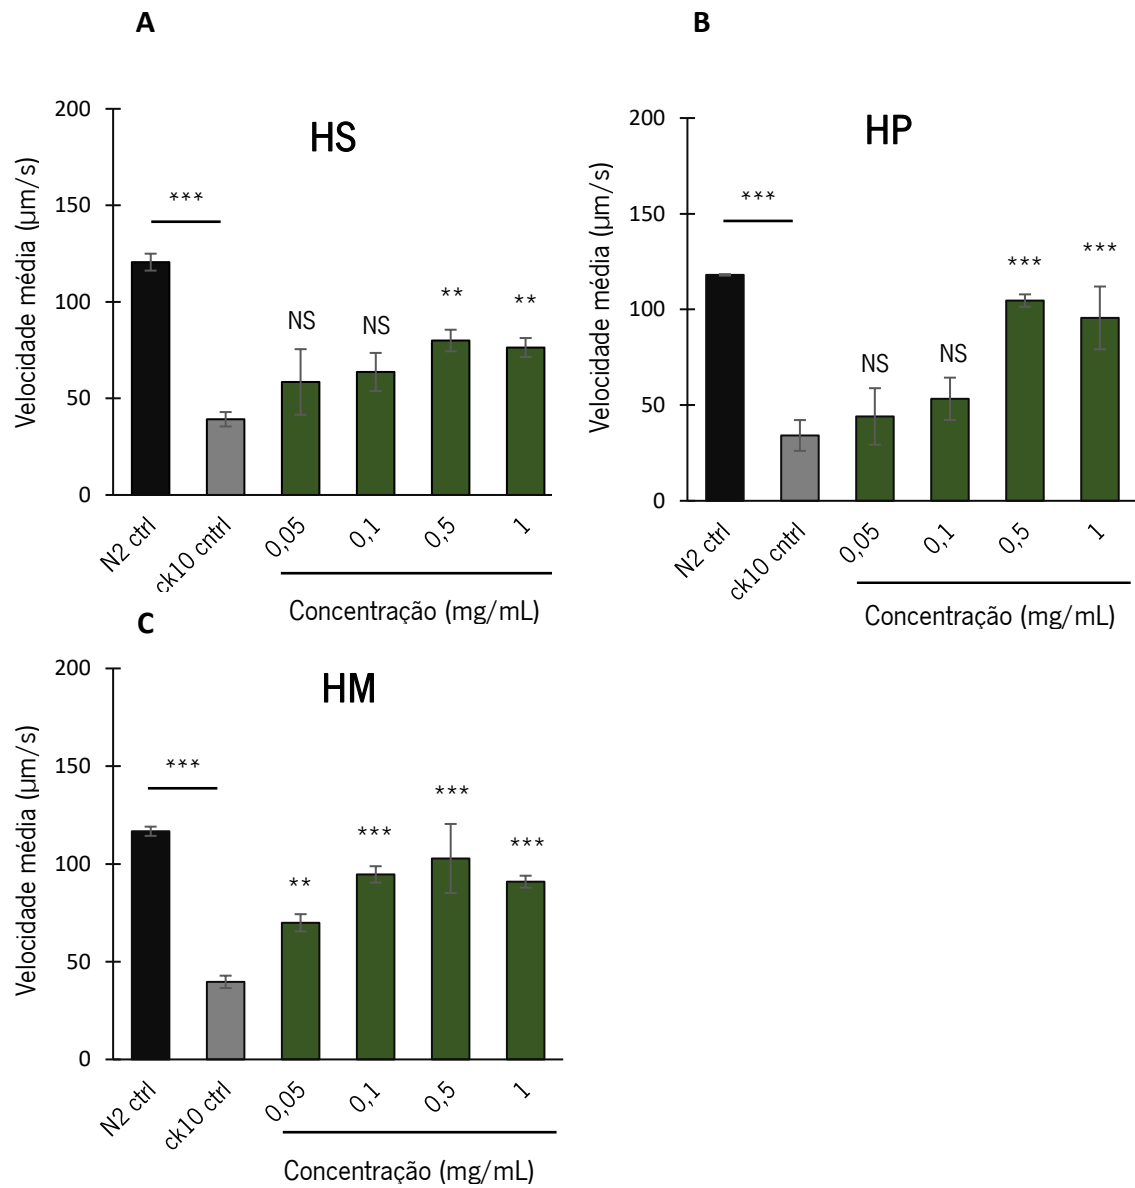 A
HS
Velocidade média (µm/s)
200
150
100
50
0
***
NS
NS
**
**
N2 ctrl
ck10 cntrl
0,05
0,1
0,5
1
Concentração (mg/mL)
B
HP
Velocidade média (µm/s)
200
150
100
50
0
***
NS
NS
***
***
N2 ctrl
ck10 cntrl
0,05
0,1
0,5
1
Concentração (mg/mL)
C
HM
Velocidade média (µm/s)
200
150
100
50
0
***
**
***
***
***
N2 ctrl
ck10 ctrl
0,05
0,1
0,5
1
Concentração (mg/mL)